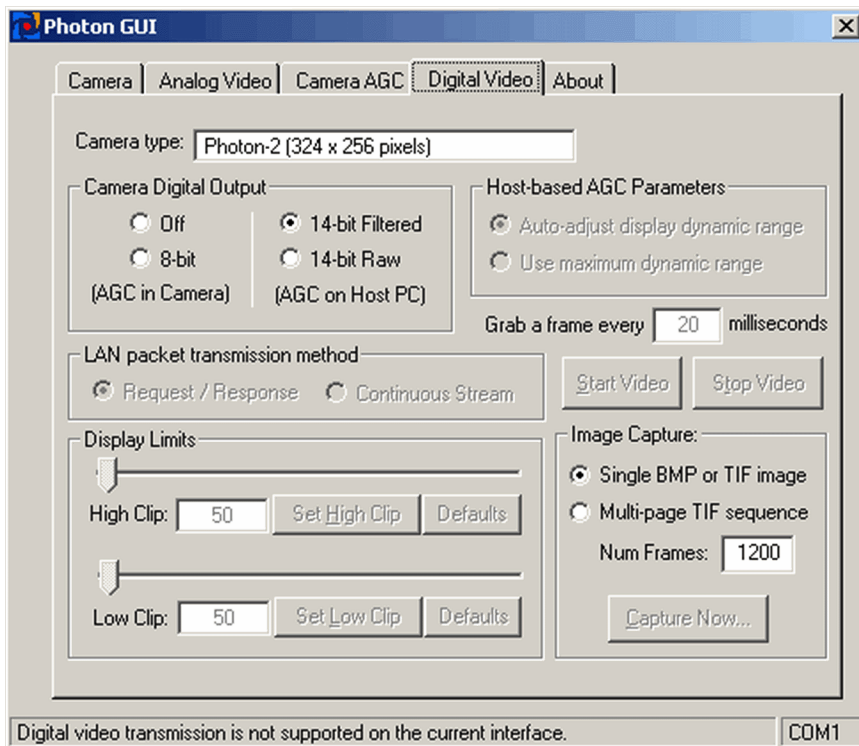 Photon GUI
Camera
Analog Video
Camera AGC
Digital Video
About
Camera type:
Photon-2 (324 x 256 pixels)
Camera Digital Output
Off
14-bit Filtered
8-bit
14-bit Raw
(AGC in Camera)
(AGC on Host PC)
Host-based AGC Parameters
Auto-adjust display dynamic range
Use maximum dynamic range
Grab a frame every 20 milliseconds
LAN packet transmission method
Request / Response
Continuous Stream
Start Video
Stop Video
Display Limits
High Clip: 50
Set High Clip
Defaults
Low Clip: 50
Set Low Clip
Defaults
Image Capture:
Single BMP or TIF image
Multi-page TIF sequence
Num Frames: 1200
Capture Now...
Digital video transmission is not supported on the current interface.
COM1